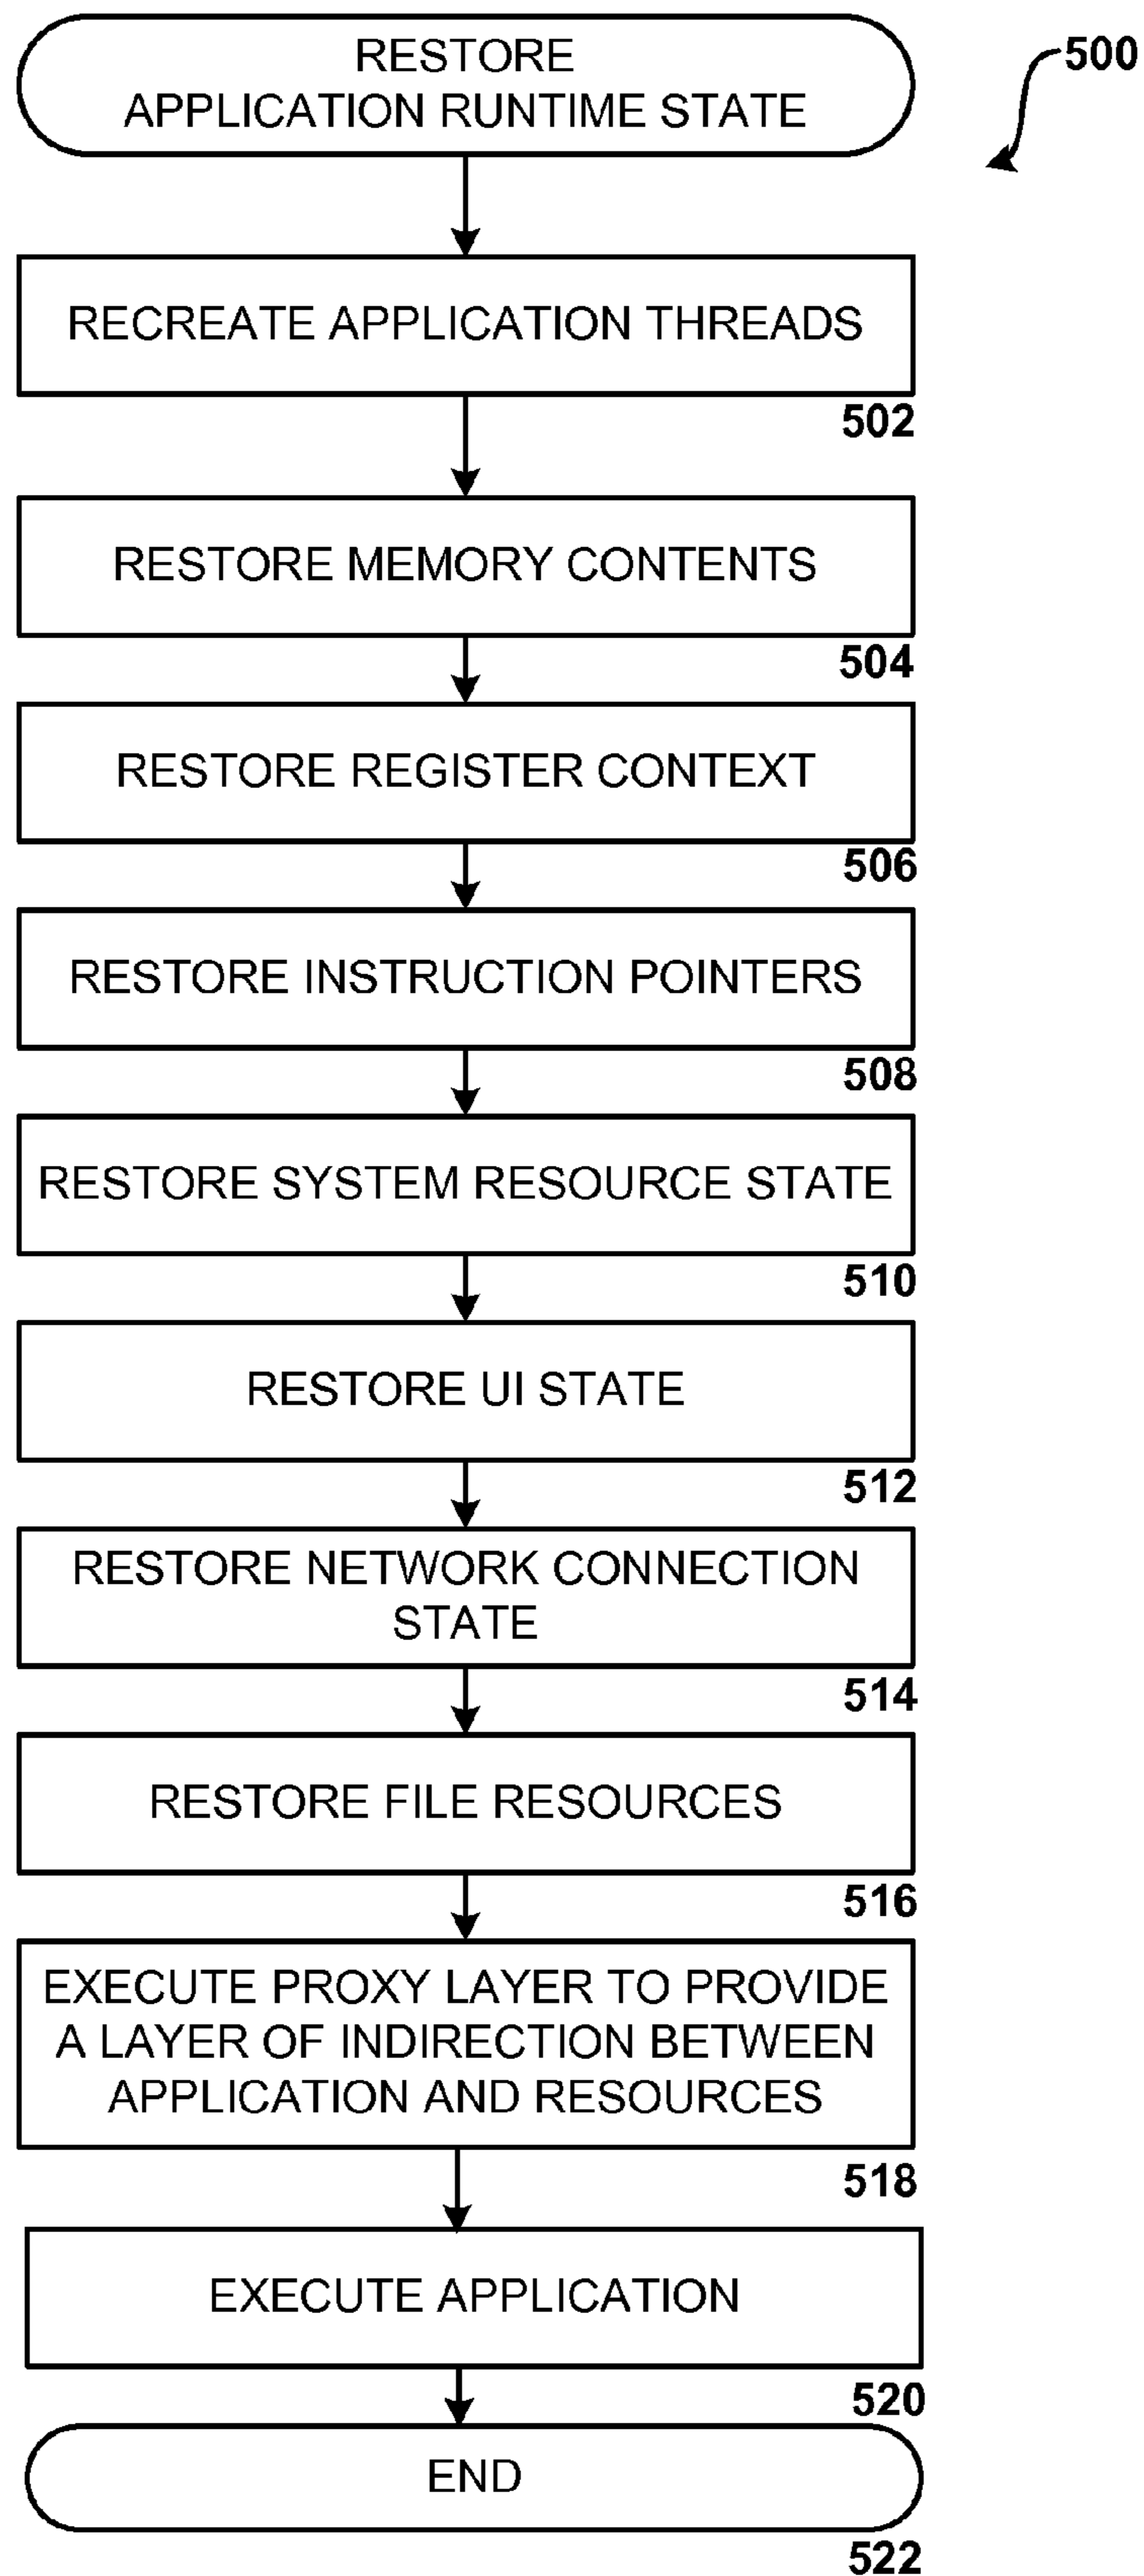 RESTORE
APPLICATION RUNTIME STATE
500
RECREATE APPLICATION THREADS
502
RESTORE MEMORY CONTENTS
504
RESTORE REGISTER CONTEXT
506
RESTORE INSTRUCTION POINTERS
508
RESTORE SYSTEM RESOURCE STATE
510
RESTORE UI STATE
512
RESTORE NETWORK CONNECTION
STATE
514
RESTORE FILE RESOURCES
516
EXECUTE PROXY LAYER TO PROVIDE
A LAYER OF INDIRECTION BETWEEN
APPLICATION AND RESOURCES
518
EXECUTE APPLICATION
520
END
522